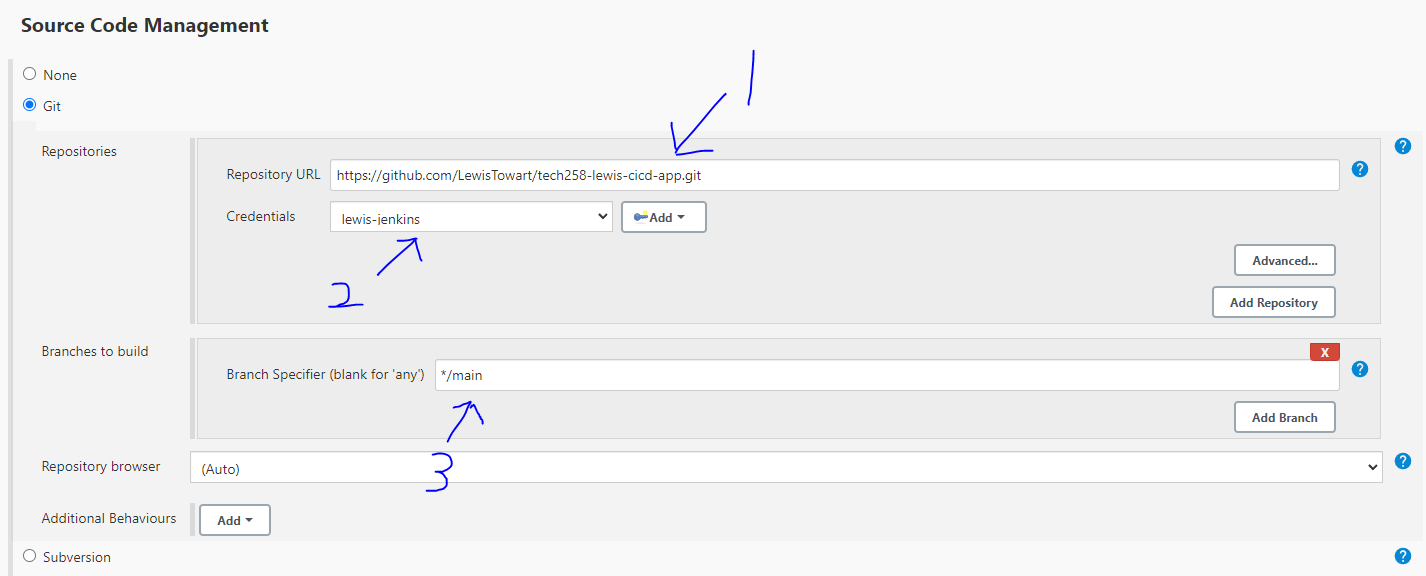 Source Code Management
1
None
Git
Repositories
?
Repository URL https://github.com/LewisTowart/tech258-lewis-cicd-app.git ?
Credentials lewis-jenkins Add
2
Advanced...
Add Repository
Branches to build
X
Branch Specifier (blank for 'any') */main ?
Add Branch
3
Repository browser (Auto) ?
Additional Behaviours Add
Subversion ?